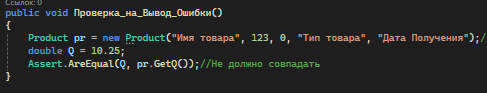 Ссылок: 0
public void Проверка_на_Вывод_Ошибки()
{
Product pr = new Product("Имя товара", 123, 0, "Тип товара", "Дата Получения");//
double Q = 10.25;
Assert.AreEqual(Q, pr.GetQ());//Не должно совпадать
}